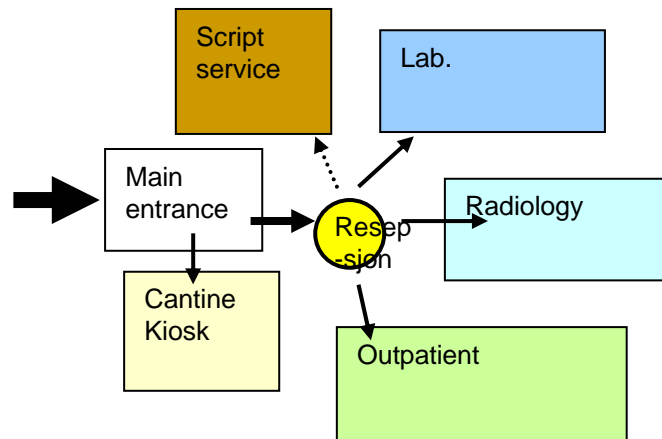 Script
service
Lab.
Main
entrance
Resep
-sjon
Radiology
Cantine
Kiosk
Outpatient